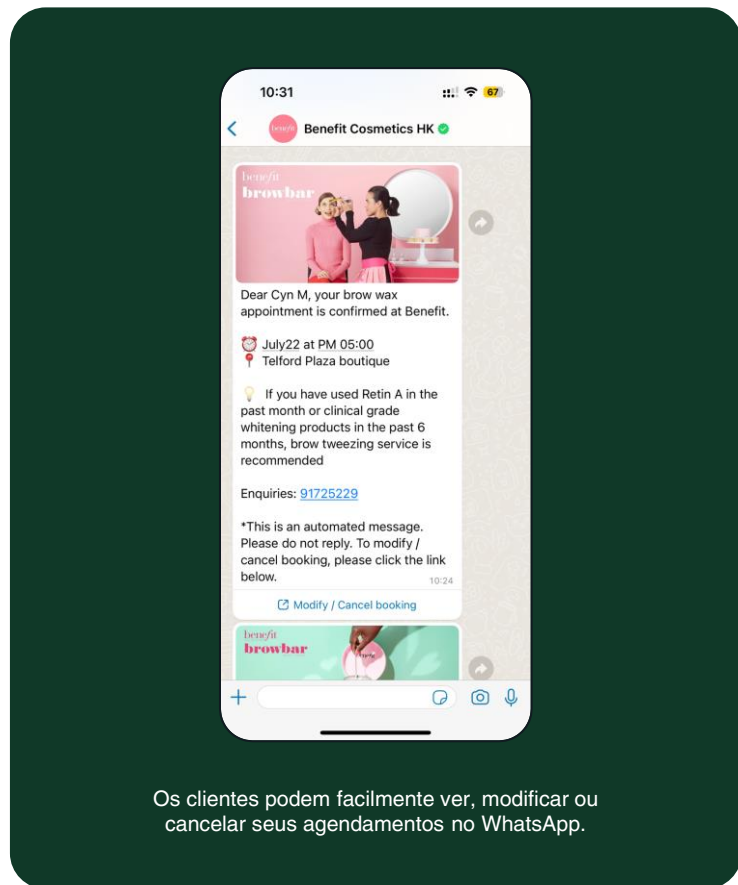 10:31
67
benefit
Benefit Cosmetics HK
benefit
browbar
Dear Cyn M, your brow wax
appointment is confirmed at Benefit.
July22 at PM 05:00
Telford Plaza boutique
If you have used Retin A in the
past month or clinical grade
whitening products in the past 6
months, brow tweezing service is
recommended
Enquiries: 91725229
*This is an automated message.
Please do not reply. To modify /
cancel booking, please click the link
below.
10:24
Modify / Cancel booking
benefit
browbar
Os clientes podem facilmente ver, modificar ou
cancelar seus agendamentos no WhatsApp.